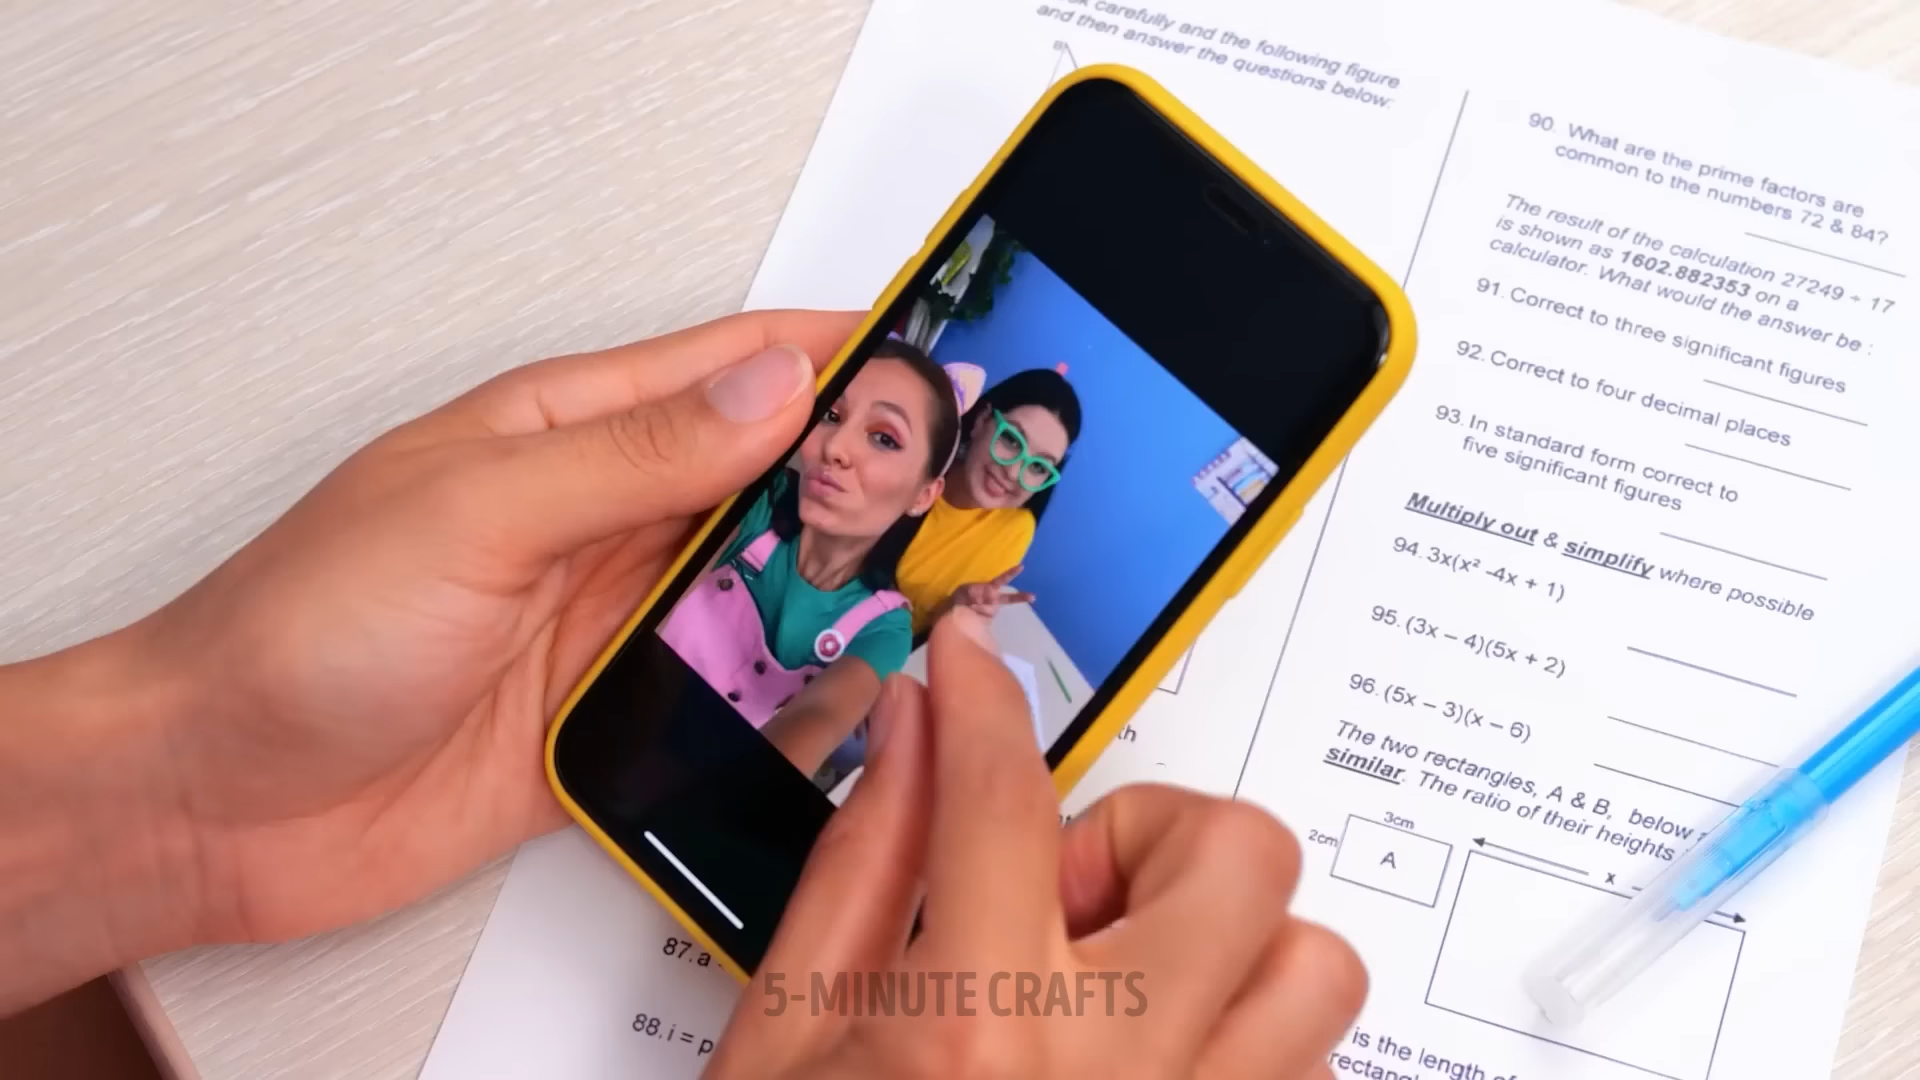 carefully and the following figure
and then answer the questions below:
B
87. a
88. i = p
90. What are the prime factors are
common to the numbers 72 & 84?
The result of the calculation 27249 ÷ 17
is shown as 1602.882353 on a
calculator. What would the answer be :
91. Correct to three significant figures
92. Correct to four decimal places
93. In standard form correct to
five significant figures
Multiply out & simplify where possible
94. 3x(x² -4x + 1)
95. (3x – 4)(5x + 2)
96. (5x – 3)(x – 6)
The two rectangles, A & B, below
similar. The ratio of their heights
3cm
2cm
A
x
is the length
5-MINUTE CRAFTS